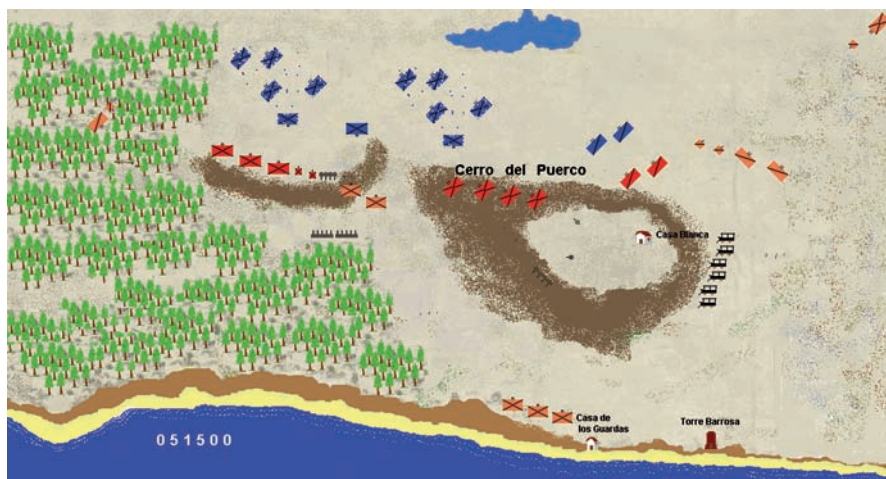 Cerro del Puerco
Casa Blanca
Casa de
los Guardas
Torre Barrosa
051500